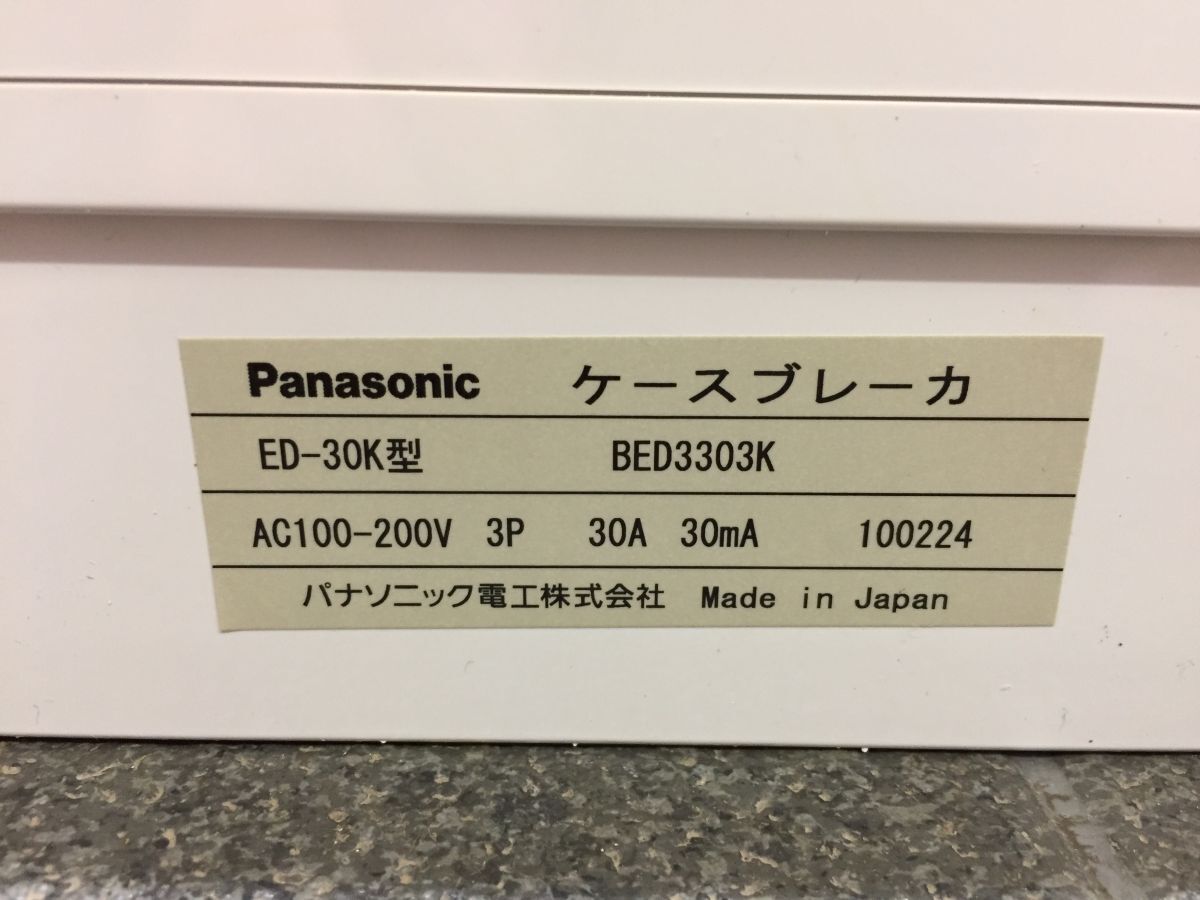 Panasonic ケースブレーカ
ED-30K型 BED3303K
AC100-200V 3P 30A 30mA 100224
パナソニック電工株式会社 Made in Japan